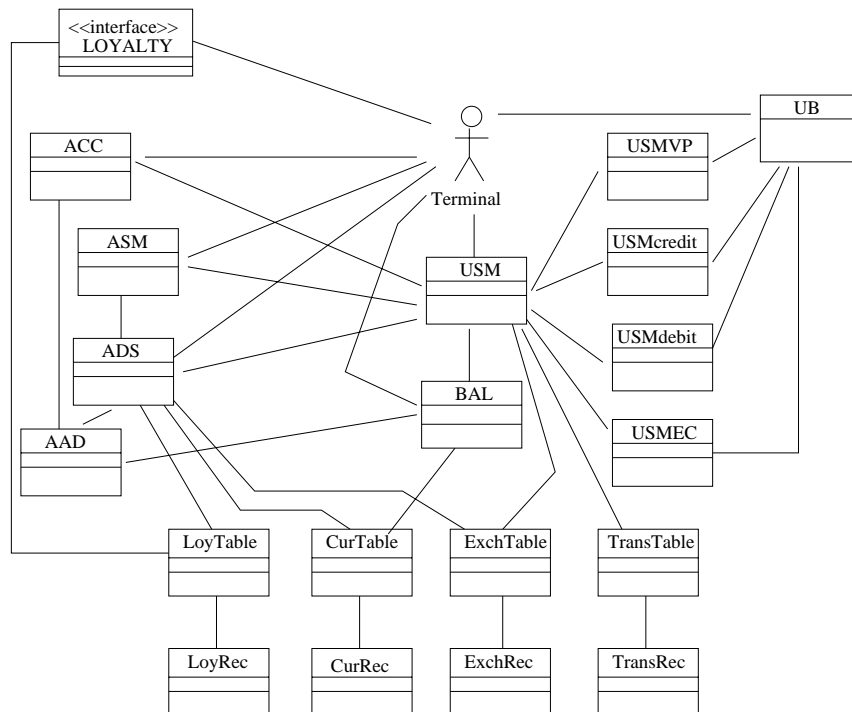 <<interface>>
LOYALTY
UB
ACC
USMVP
Terminal
ASM
USMcredit
USM
USMdebit
ADS
BAL
AAD
USMEC
LoyTable
CurTable
ExchTable
TransTable
LoyRec
CurRec
ExchRec
TransRec